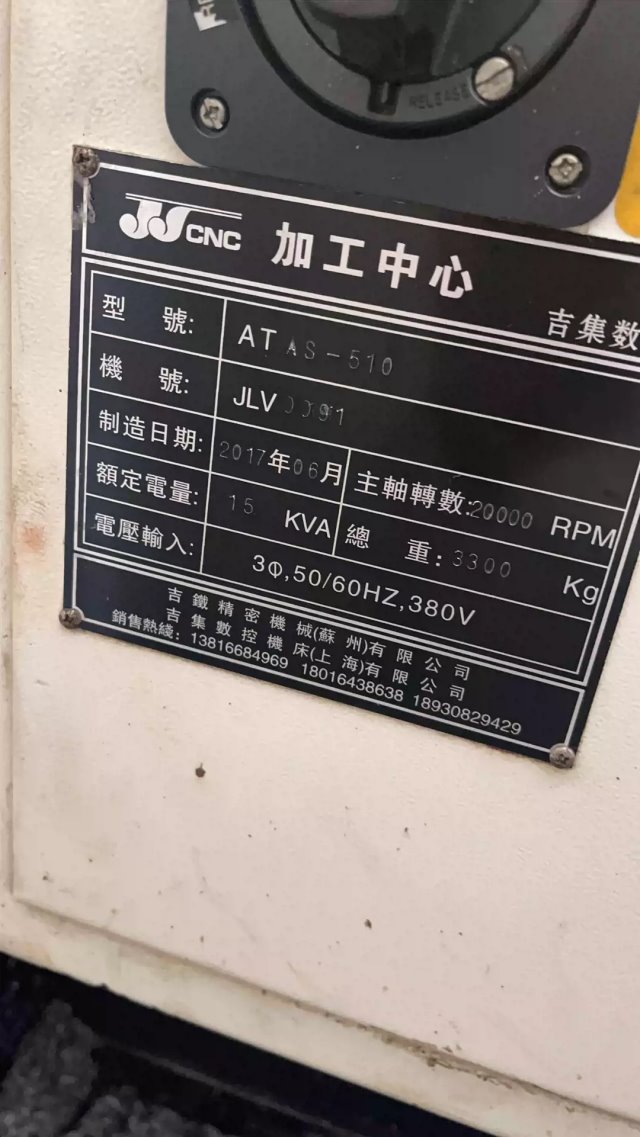 RELEASE
JJ CNC 加工中心
吉集数
型 號: AT AS-510
機 號: JLV 0391
制造日期: 2017年06月 主軸轉數:20000 RPM
額定電量: 15 KVA 總 重: 3300 Kg
電壓輸入: 3Φ,50/60HZ,380V
吉鐵精密機械(蘇州)有限公司
吉集數控機床(上海)有限公司
銷售熱綫: 13816684969 18016438638 18930829429